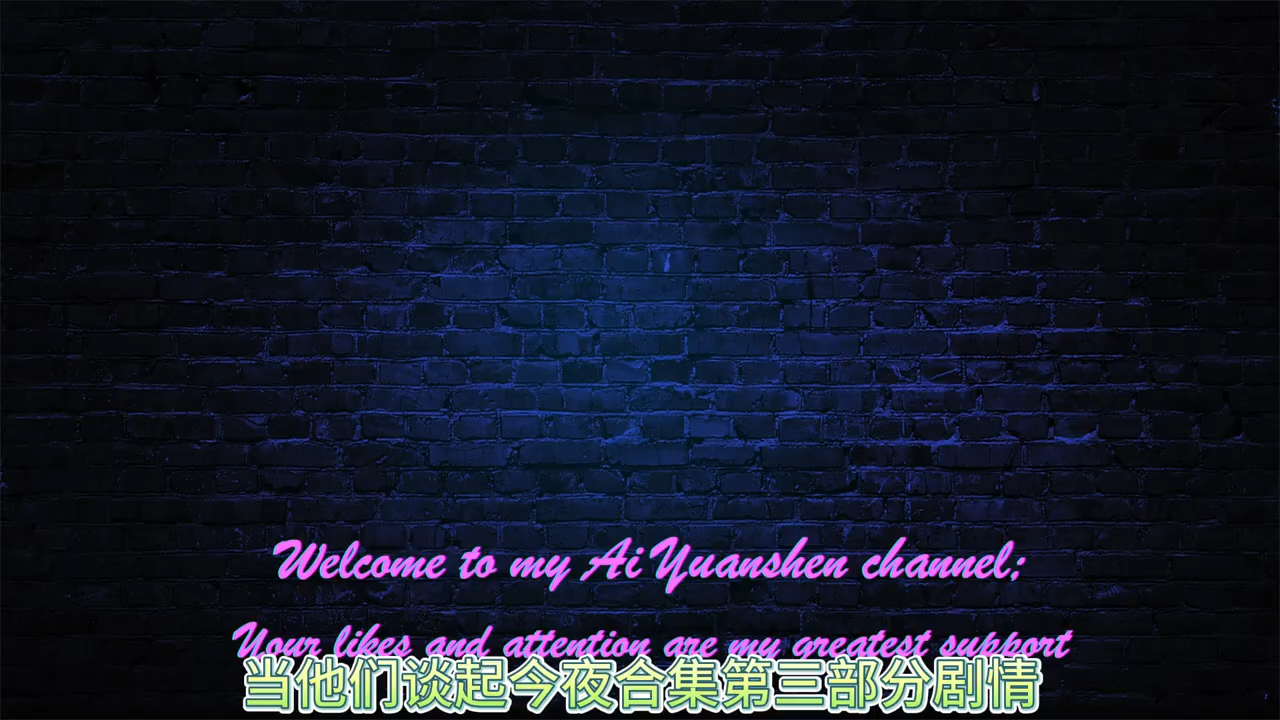 Welcome to my Ai Yuanshen channel;
Your likes and attention are my greatest support
当他们谈起今夜合集第三部分剧情